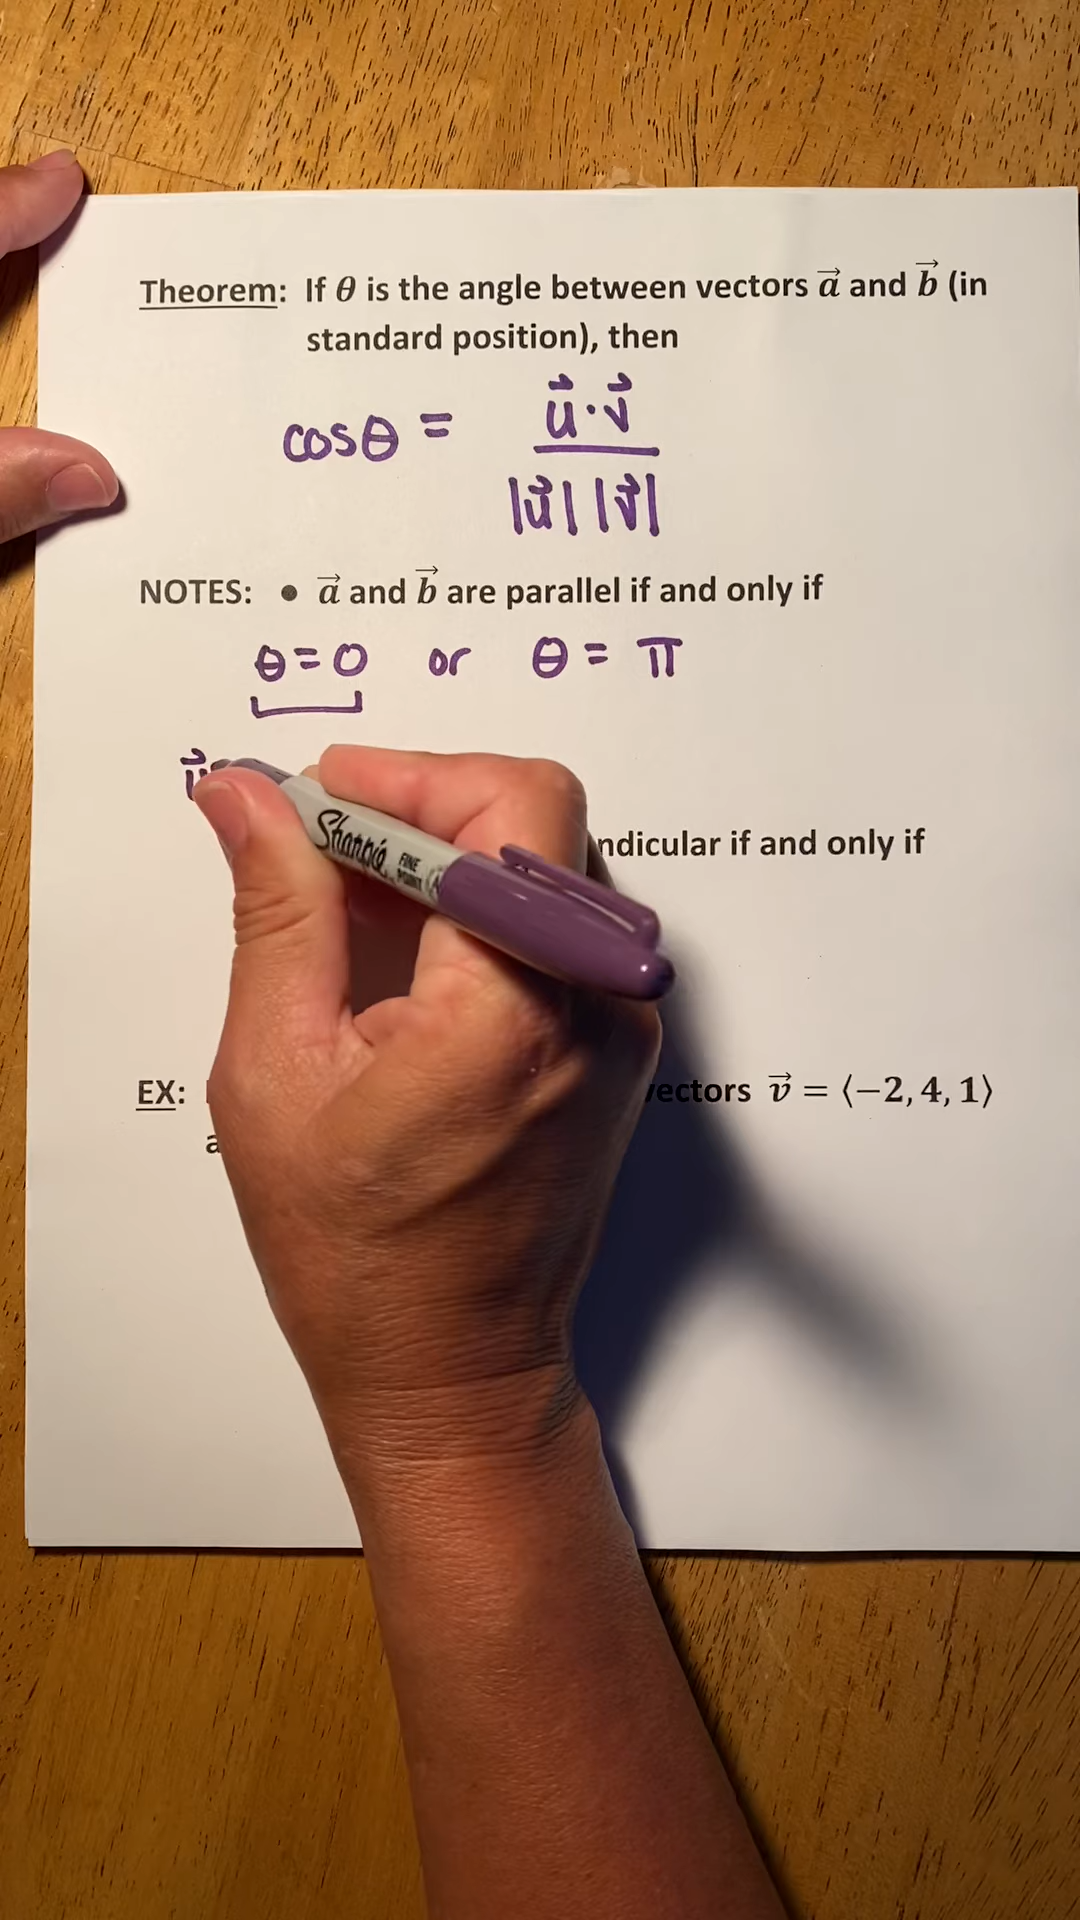 Theorem: If θ is the angle between vectors a⃗ and b⃗ (in
standard position), then
cosθ = u⃗·v⃗ / |u⃗| |v⃗|
NOTES: • a⃗ and b⃗ are parallel if and only if
θ = 0 or θ = π
u⃗
Sharpie FINE POINT
ndicular if and only if
EX: vectors v⃗ = ⟨−2, 4, 1⟩
a